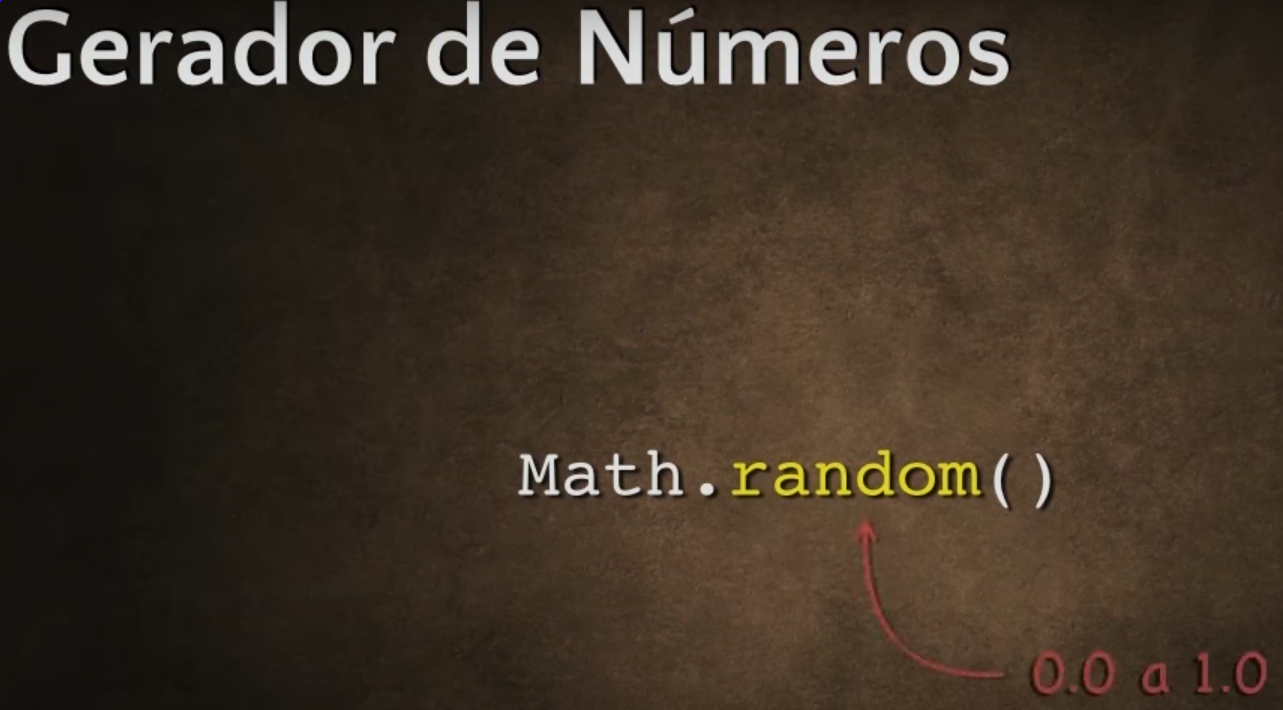 Gerador de Números
Math.random()
0.0 a 1.0